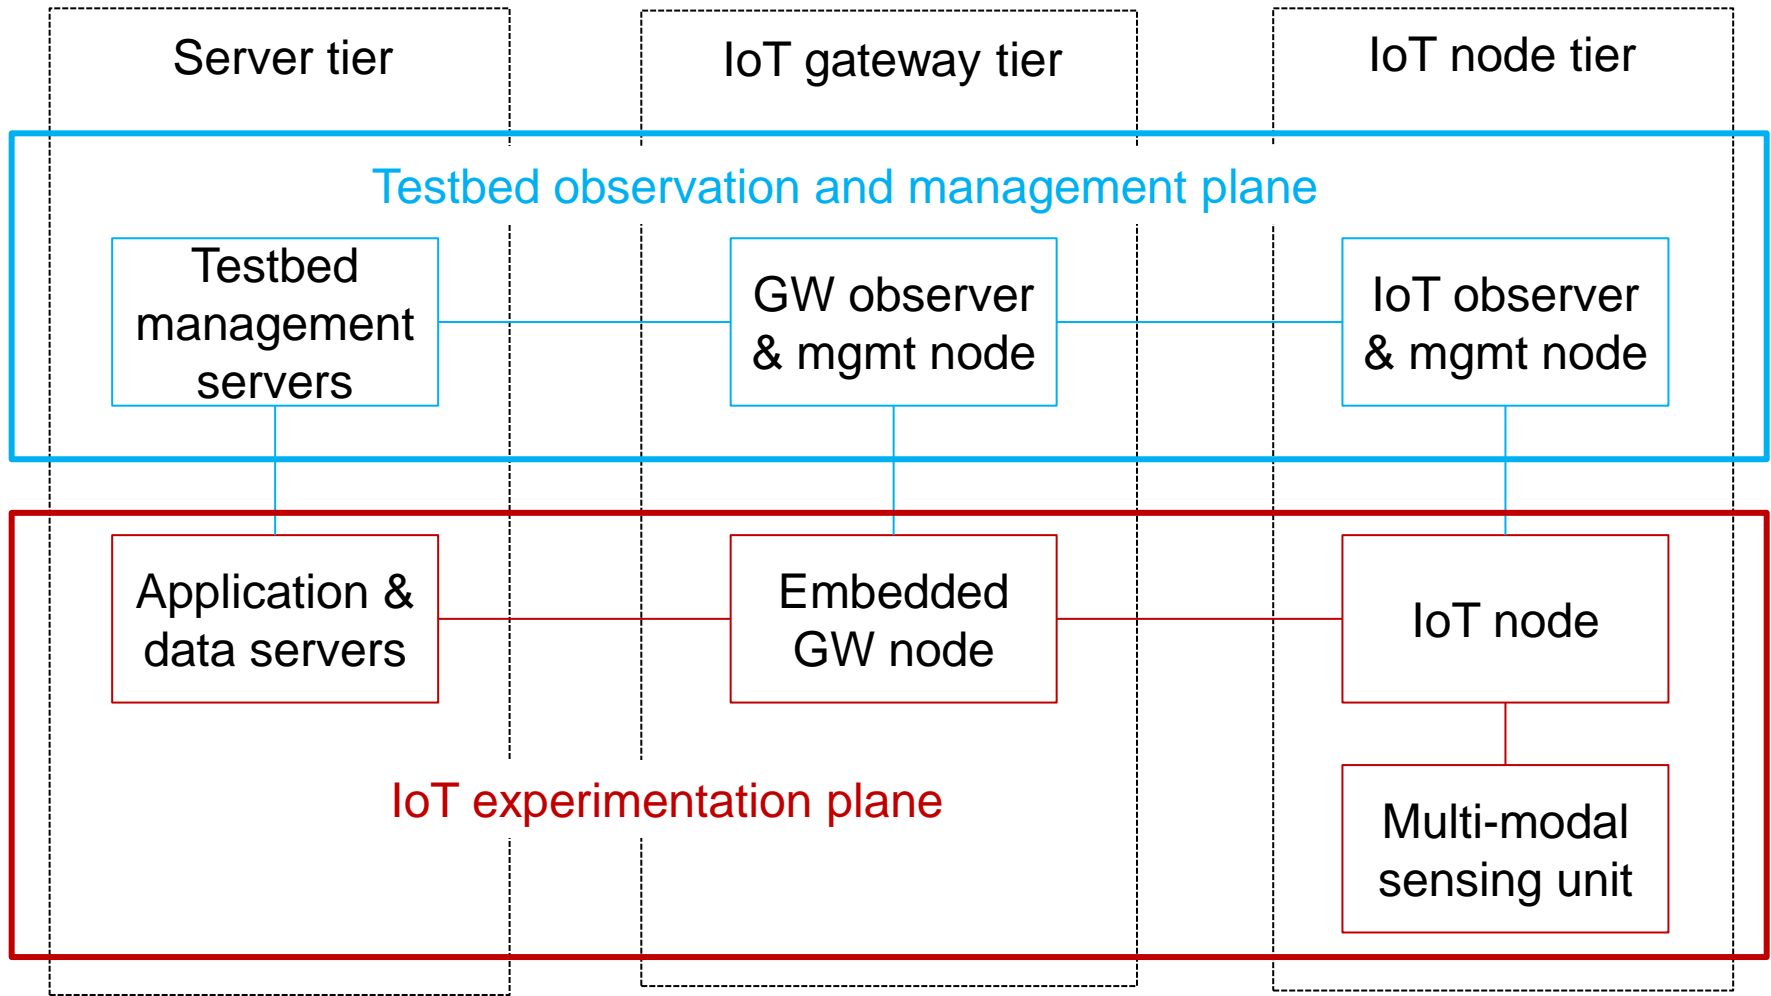 Server tier
IoT gateway tier
IoT node tier
Testbed observation and management plane
Testbed
management
servers
GW observer
& mgmt node
IoT observer
& mgmt node
Application &
data servers
Embedded
GW node
IoT node
IoT experimentation plane
Multi-modal
sensing unit